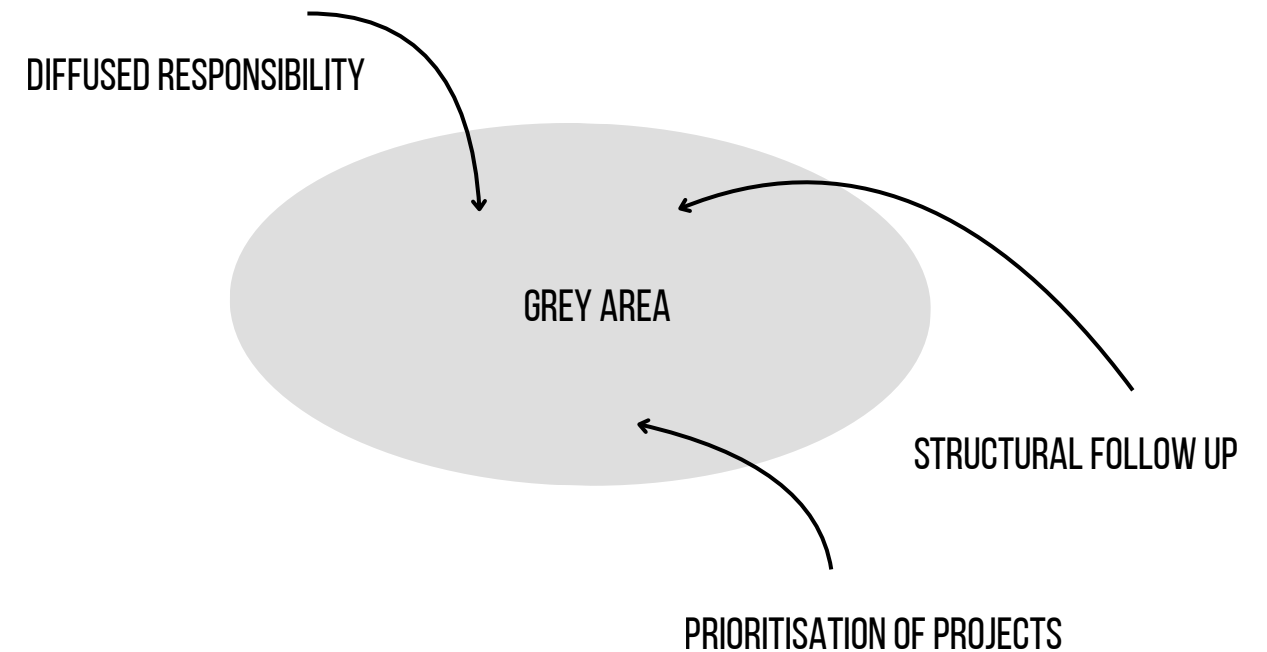 DIFFUSED RESPONSIBILITY
GREY AREA
STRUCTURAL FOLLOW UP
PRIORITISATION OF PROJECTS